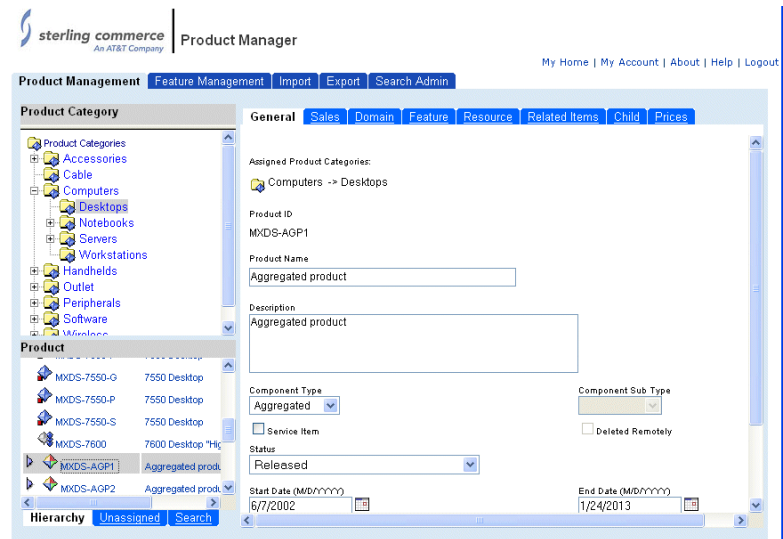 sterling commerce
An AT&T Company
Product Manager
My Home | My Account | About | Help | Logout
Product Management Feature Management Import Export Search Admin
Product Category
Product Categories
Accessories
Cable
Computers
Desktops
Notebooks
Servers
Workstations
Handhelds
Outlet
Peripherals
Software
Wireless
Product
MXDS-7550-G 7550 Desktop
MXDS-7550-P 7550 Desktop
MXDS-7550-S 7550 Desktop
MXDS-7600 7600 Desktop "Hig
MXDS-AGP1 Aggregated produ
MXDS-AGP2 Aggregated produ
Hierarchy Unassigned Search
General Sales Domain Feature Resource Related Items Child Prices
Assigned Product Categories:
Computers -> Desktops
Product ID
MXDS-AGP1
Product Name
Aggregated product
Description
Aggregated product
Component Type Component Sub Type
Aggregated
Service Item Deleted Remotely
Status
Released
Start Date (M/D/YYYY) End Date (M/D/YYYY)
6/7/2002 1/24/2013